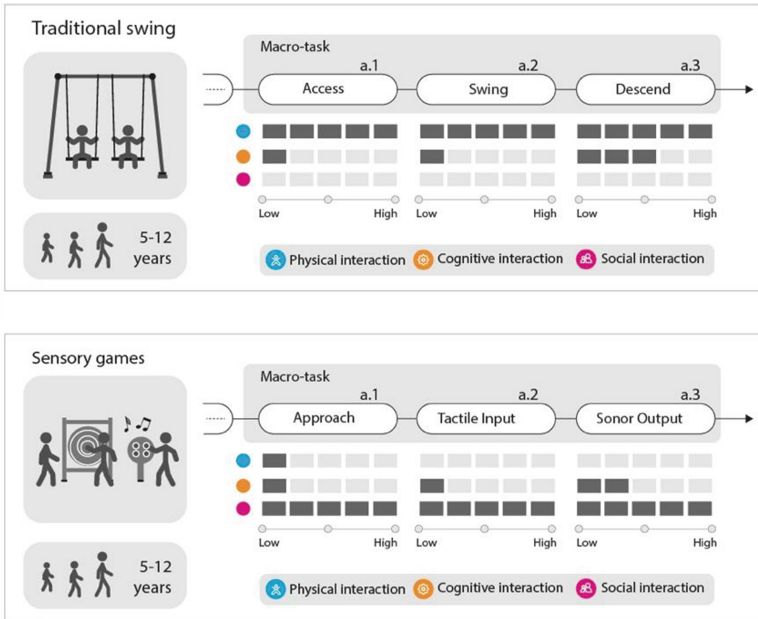 Traditional swing
Macro-task
a.1 a.2 a.3
Access Swing Descend
Low High Low High Low High
5-12
years
Physical interaction Cognitive interaction Social interaction
Sensory games
Macro-task
a.1 a.2 a.3
Approach Tactile Input Sonor Output
Low High Low High Low High
5-12
years
Physical interaction Cognitive interaction Social interaction